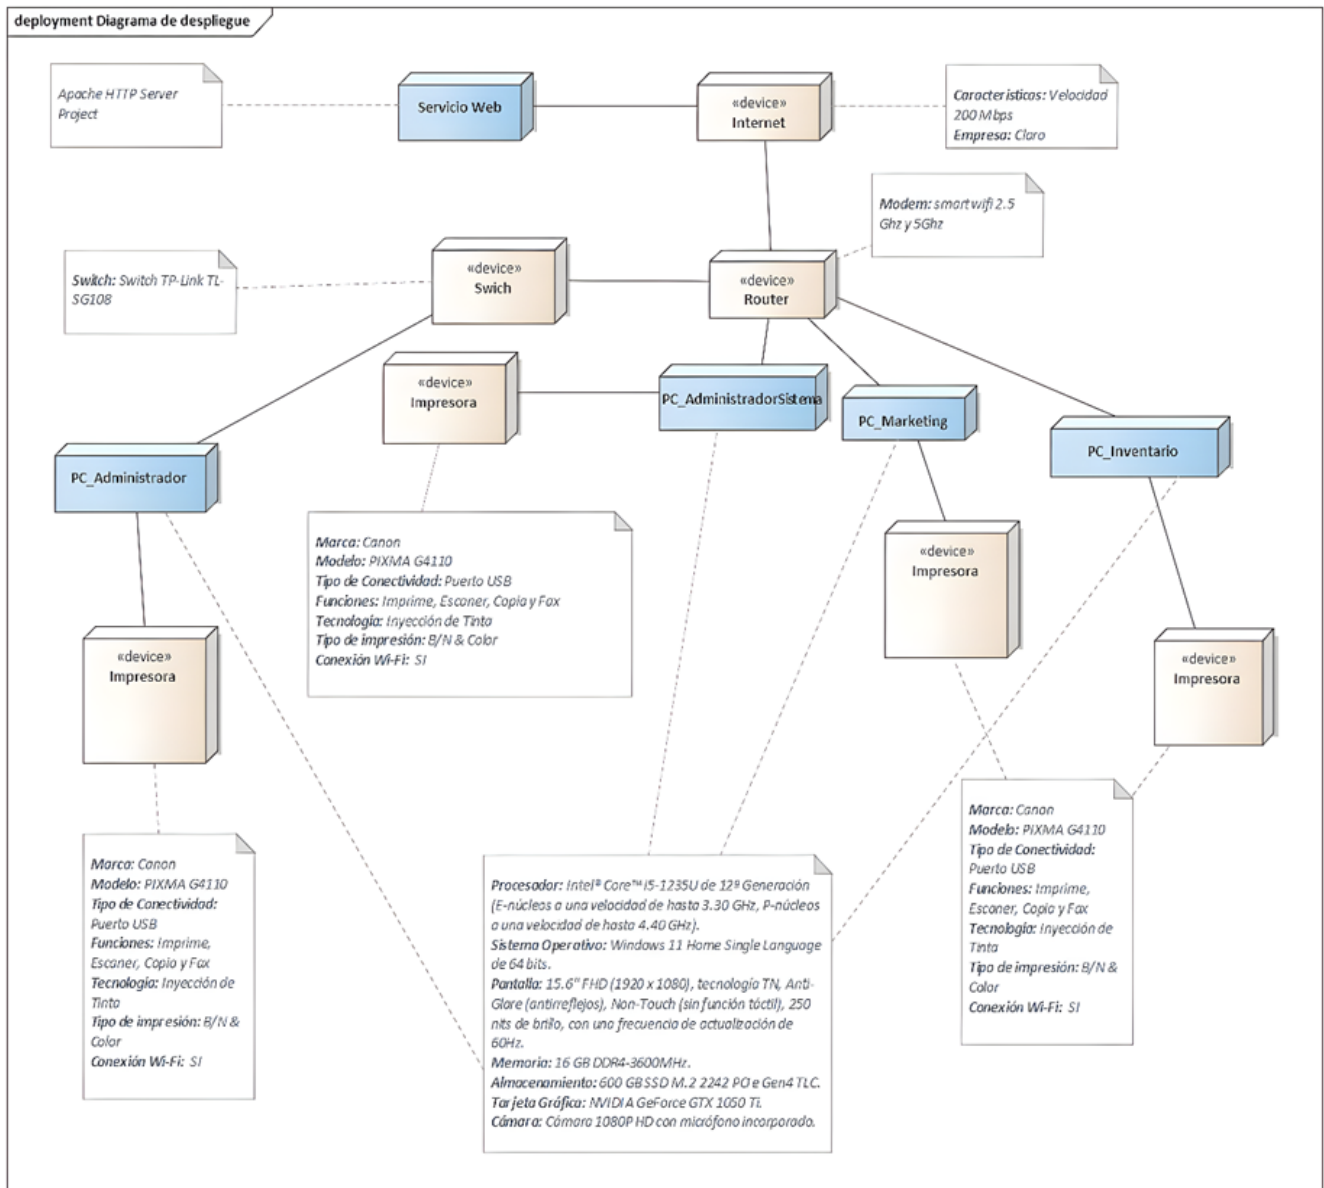 deployment Diagrama de despliegue
Apache HTTP Server
Project
Servicio Web
«device»
Internet
Características: Velocidad
200 Mbps
Empresa: Claro
Modem: smart wifi 2.5
Ghz y 5Ghz
Switch: Switch TP-Link TL-
SG108
«device»
Swich
«device»
Router
«device»
Impresora
PC_AdministradorSistema
PC_Marketing
PC_Inventario
PC_Administrador
Marca: Canon
Modelo: PIXMA G4110
Tipo de Conectividad: Puerto USB
Funciones: Imprime, Escaner, Copia y Fax
Tecnología: Inyección de Tinta
Tipo de impresión: B/N & Color
Conexión Wi-Fi: SI
«device»
Impresora
«device»
Impresora
«device»
Impresora
Marca: Canon
Modelo: PIXMA G4110
Tipo de Conectividad:
Puerto USB
Funciones: Imprime,
Escaner, Copia y Fax
Tecnología: Inyección de
Tinta
Tipo de impresión: B/N &
Color
Conexión Wi-Fi: SI
Procesador: Intel® Core™ i5-1235U de 12ª Generación
(E-núcleos a una velocidad de hasta 3.30 GHz, P-núcleos
a una velocidad de hasta 4.40 GHz).
Sistema Operativo: Windows 11 Home Single Language
de 64 bits.
Pantalla: 15.6" FHD (1920 x 1080), tecnología TN, Anti-
Glare (antirreflejos), Non-Touch (sin función táctil), 250
nits de brillo, con una frecuencia de actualización de
60Hz.
Memoria: 16 GB DDR4-3600MHz.
Almacenamiento: 600 GB SSD M.2 2242 PCIe Gen4 TLC.
Tarjeta Gráfica: NVIDIA GeForce GTX 1050 Ti.
Cámara: Cámara 1080P HD con micrófono incorporado.
Marca: Canon
Modelo: PIXMA G4110
Tipo de Conectividad:
Puerto USB
Funciones: Imprime,
Escaner, Copia y Fax
Tecnología: Inyección de
Tinta
Tipo de impresión: B/N &
Color
Conexión Wi-Fi: SI